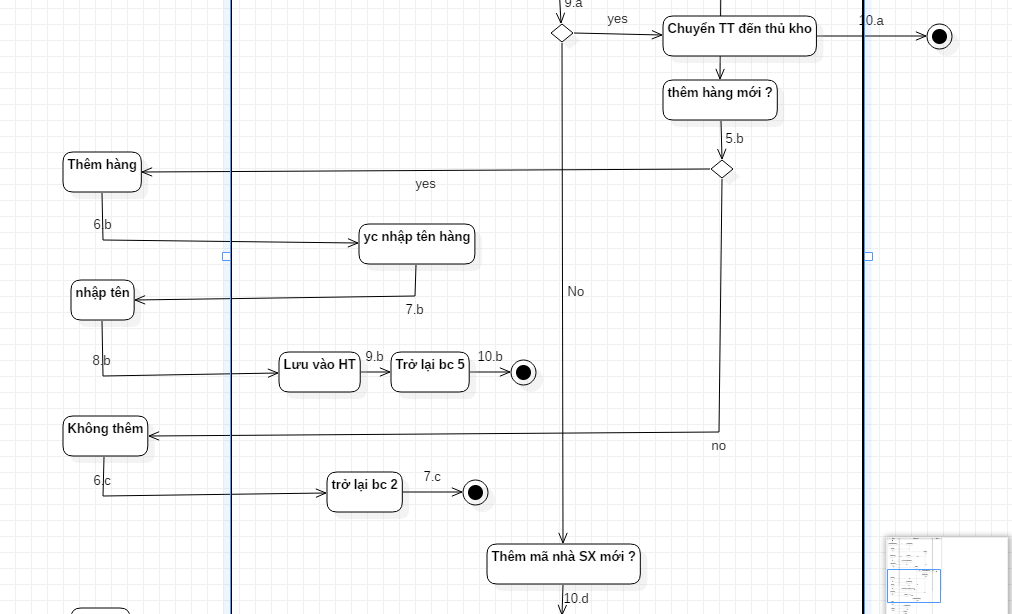 9.a
yes
Chuyển TT đến thủ kho
10.a
thêm hàng mới ?
5.b
Thêm hàng
yes
6.b
yc nhập tên hàng
nhập tên
No
7.b
8.b
Lưu vào HT
9.b
Trở lại bc 5
10.b
Không thêm
no
6.c
trở lại bc 2
7.c
Thêm mã nhà SX mới ?
10.d